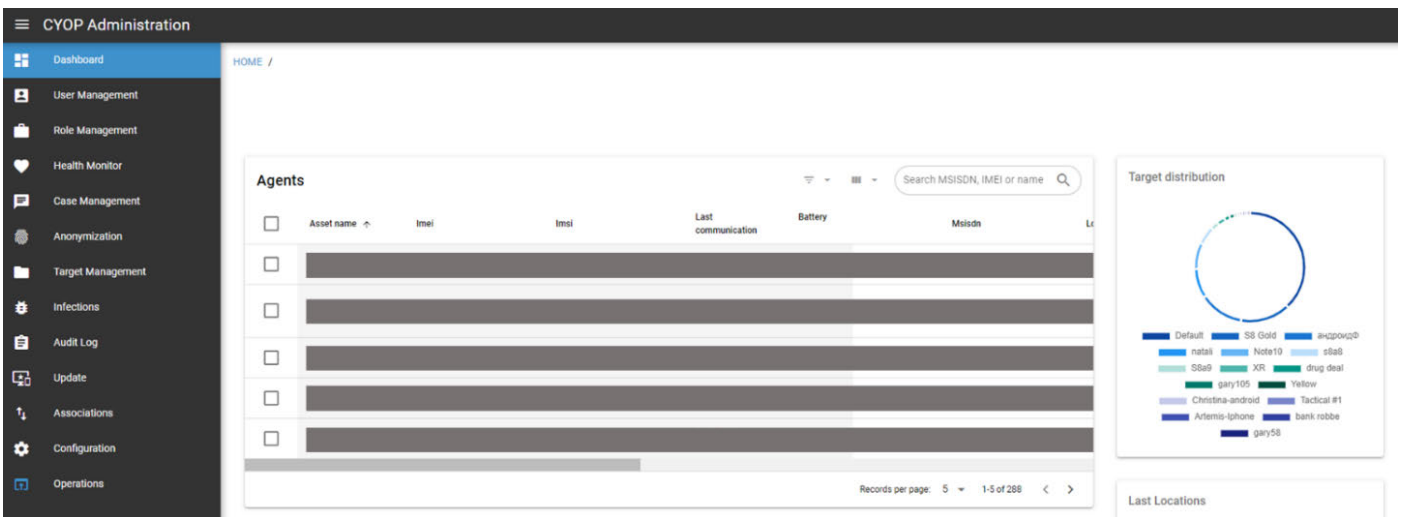 CYOP Administration
Dashboard
User Management
Role Management
Health Monitor
Case Management
Anonymization
Target Management
Infections
Audit Log
Update
Associations
Configuration
Operations
HOME /
Agents
Search MSISDN, IMEI or name
Asset name Imei Imsi Last communication Battery Msisdn Lo
Records per page: 5 1-5 of 288
Target distribution
Default S8 Gold андроидФ
natali Note10 s8a8
S8a9 XR drug deal
gary105 Yellow
Christina-android Tactical #1
Artemis-Iphone bank robbe
gary58
Last Locations